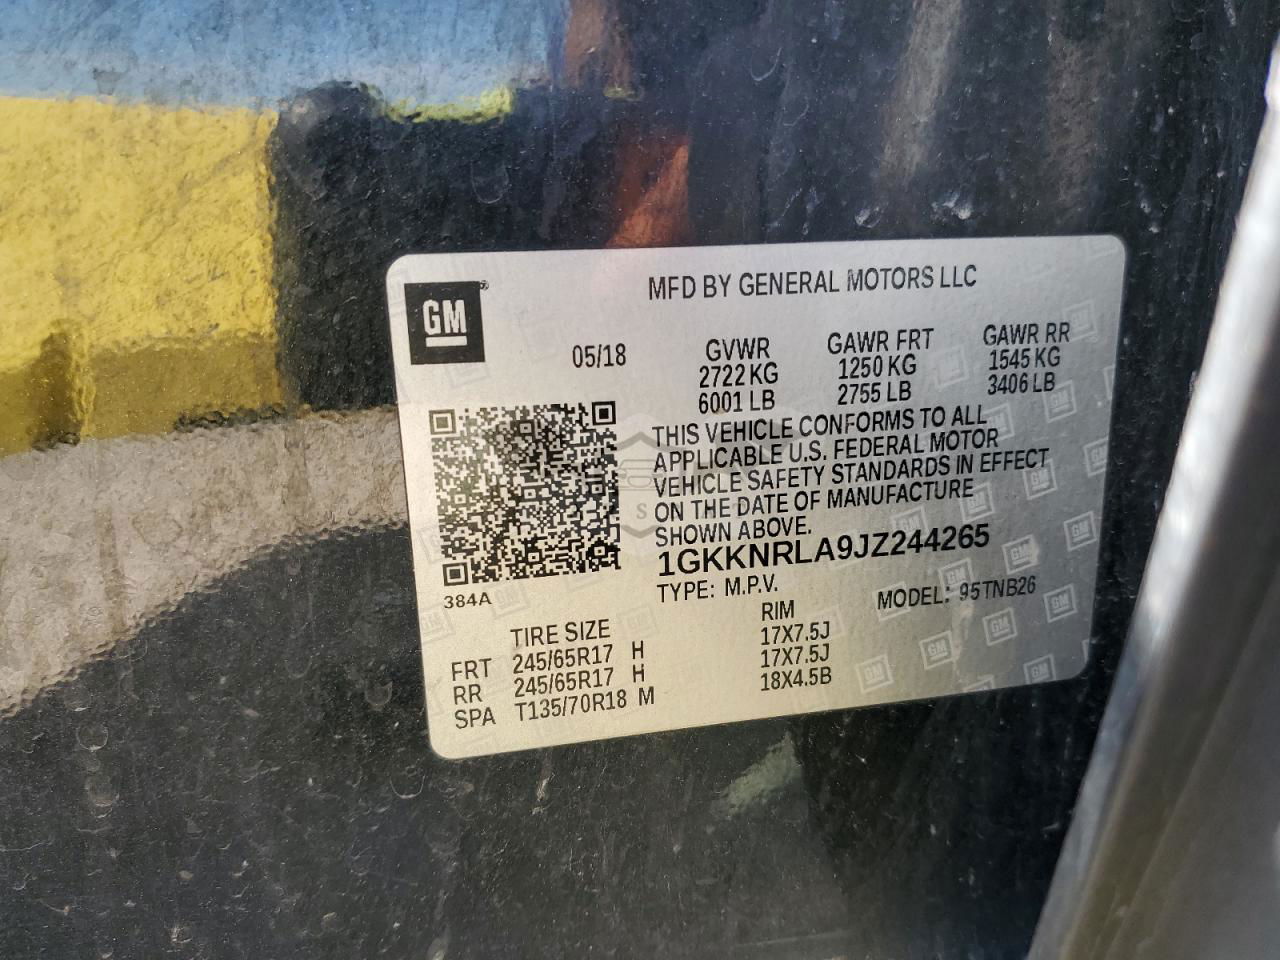 GM
MFD BY GENERAL MOTORS LLC
05/18 GVWR GAWR FRT GAWR RR
2722 KG 1250 KG 1545 KG
6001 LB 2755 LB 3406 LB
THIS VEHICLE CONFORMS TO ALL
APPLICABLE U.S. FEDERAL MOTOR
VEHICLE SAFETY STANDARDS IN EFFECT
ON THE DATE OF MANUFACTURE
SHOWN ABOVE.
1GKKNRLA9JZ244265
TYPE: M.P.V. MODEL: 95TNB26
384A
TIRE SIZE RIM
FRT 245/65R17 H 17X7.5J
RR 245/65R17 H 17X7.5J
SPA T135/70R18 M 18X4.5B